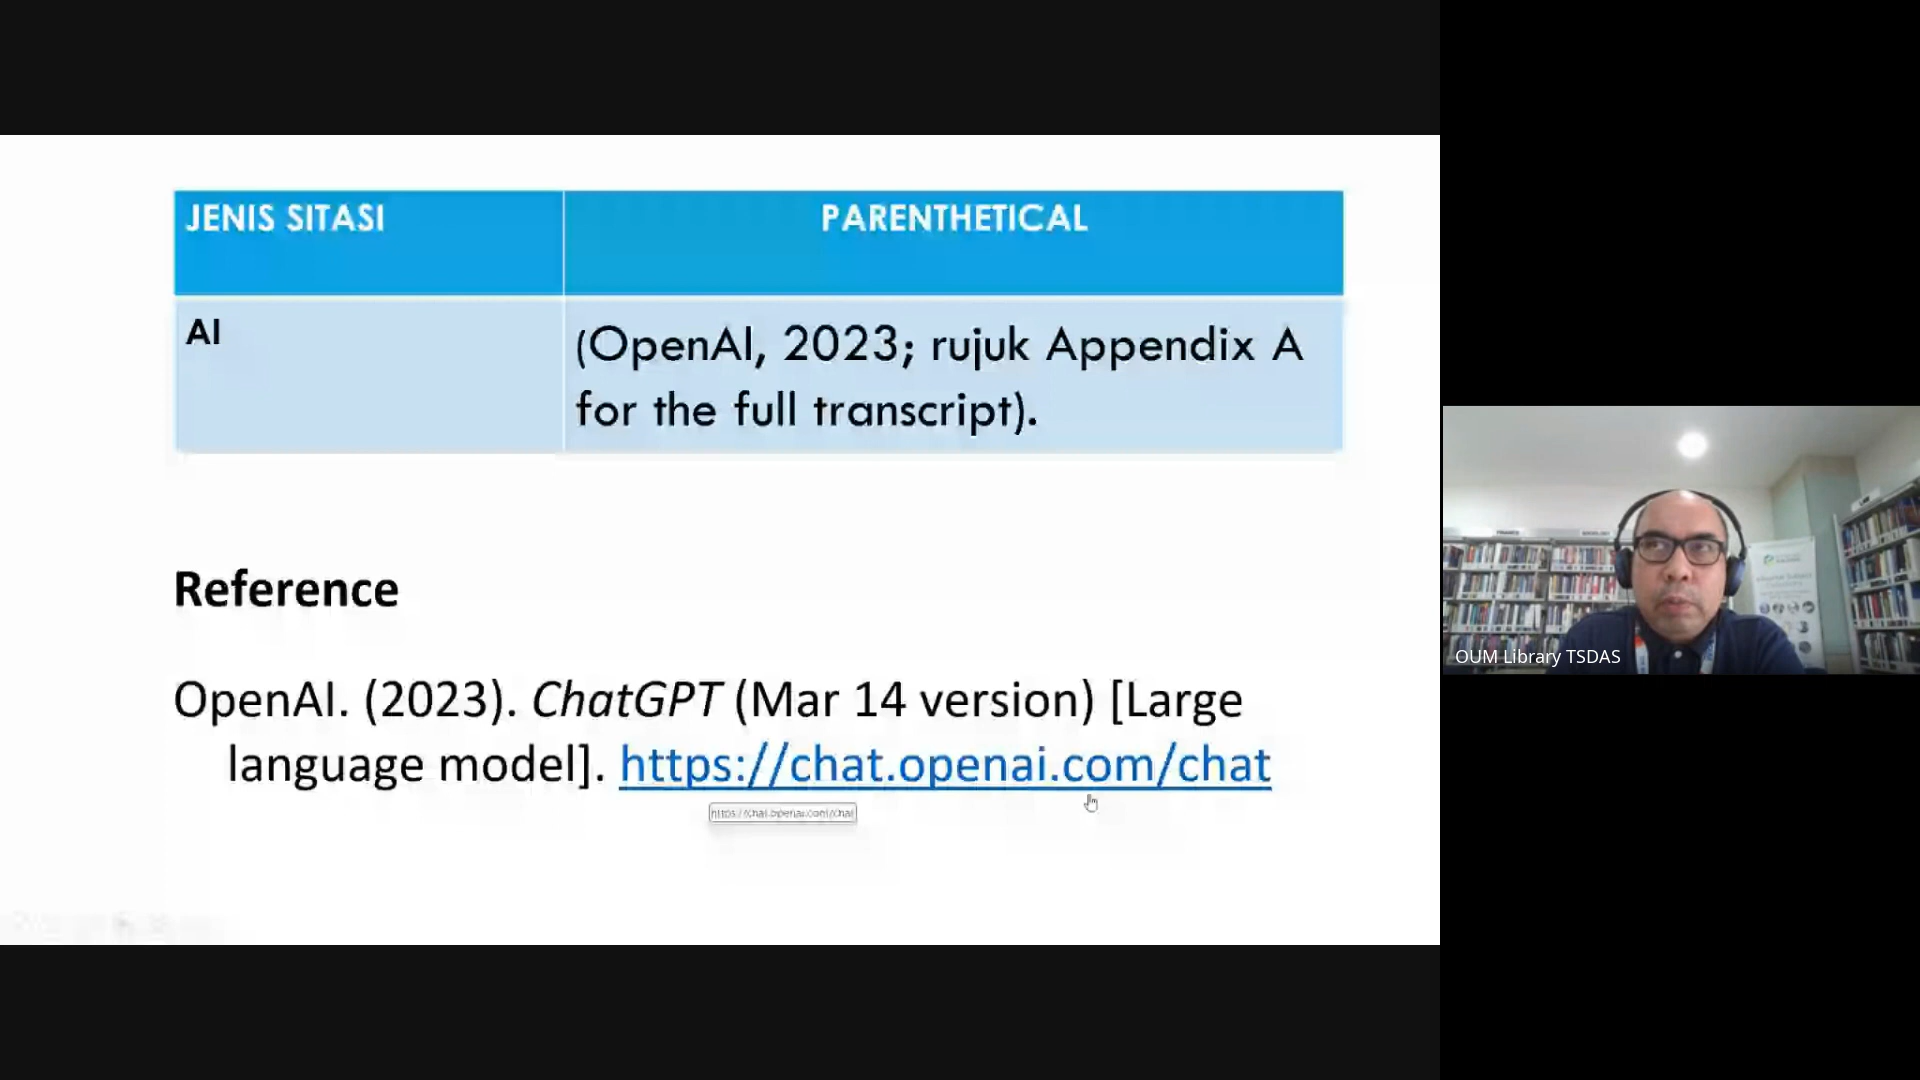 JENIS SITASI
PARENTHETICAL
AI
(OpenAI, 2023; rujuk Appendix A
for the full transcript).
Reference
OpenAI. (2023). ChatGPT (Mar 14 version) [Large
language model]. https://chat.openai.com/chat
https://chat.openai.com/chat
OUM Library TSDAS